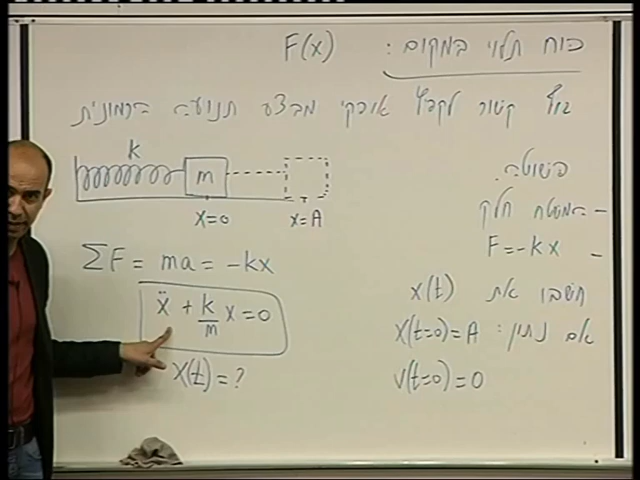 כוח תלוי במקום: F(x)
גוף קשור לקפיץ אופקי מבצע תנועה הרמונית
פשוטה.
k
m
x=0
x=A
- המשטח חלק
- F=-kx
ΣF = ma = -kx
ẍ + k/m x = 0
x(t) = ?
חשבו את x(t)
אם נתון: x(t=0)=A
v(t=0)=0